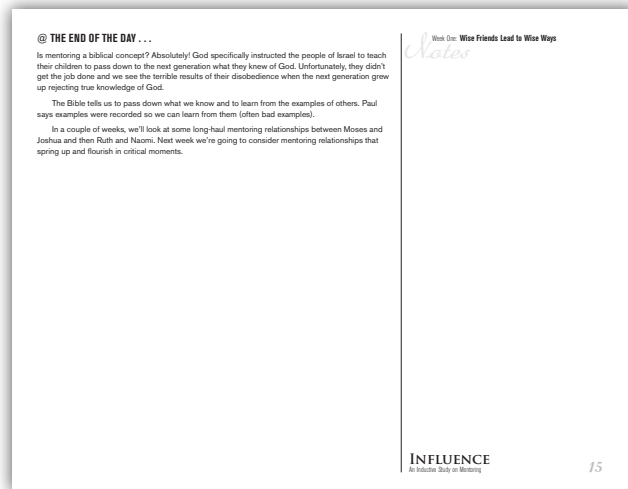 @ THE END OF THE DAY . . .
Is mentoring a biblical concept? Absolutely! God specifically instructed the people of Israel to teach
their children to pass down to the next generation what they knew of God. Unfortunately, they didn't
get the job done and we see the terrible results of their disobedience when the next generation grew
up rejecting true knowledge of God.
The Bible tells us to pass down what we know and to learn from the examples of others. Paul
says examples were recorded so we can learn from them (often bad examples).
In a couple of weeks, we'll look at some long-haul mentoring relationships between Moses and
Joshua and then Ruth and Naomi. Next week we're going to consider mentoring relationships that
spring up and flourish in critical moments.
Week One: Wise Friends Lead to Wise Ways
Notes
INFLUENCE
An Inductive Study on Mentoring
15